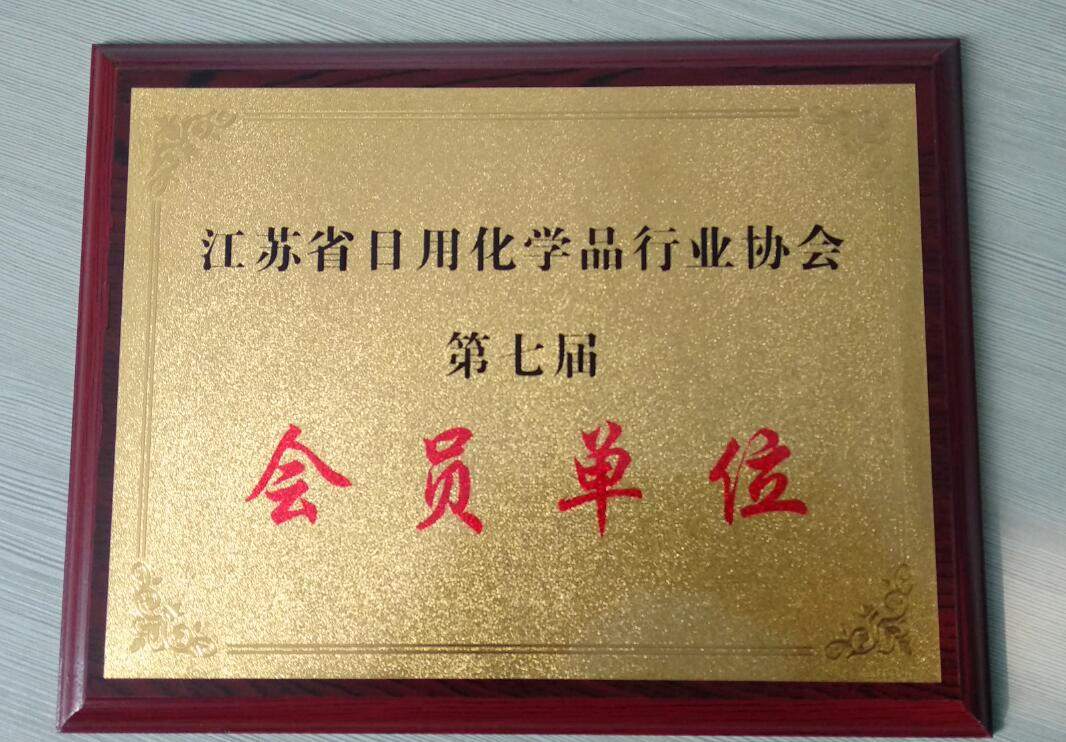 江苏省日用化学品行业协会
第七届
会员单位